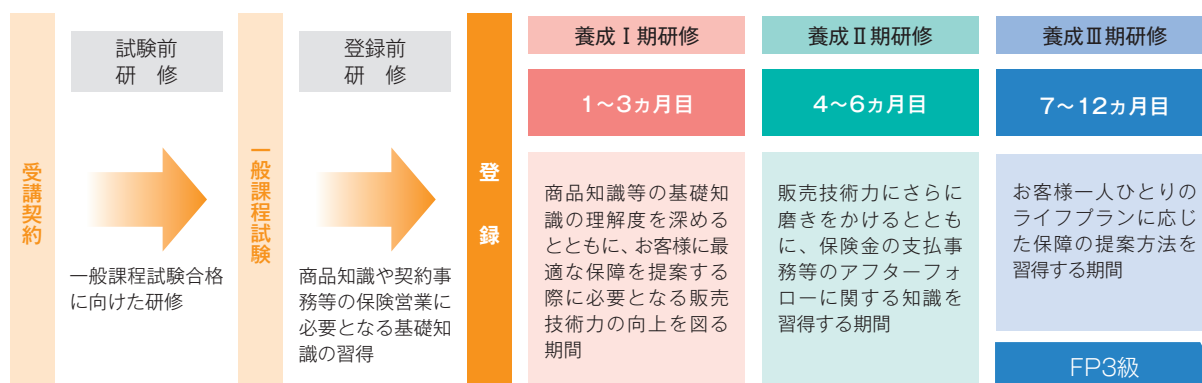 受講契約
試験前
研　修
一般課程試験合格
に向けた研修
一般課程試験
登録前
研　修
商品知識や契約事
務等の保険営業に
必要となる基礎知
識の習得
登　録
養成Ⅰ期研修
1～3ヵ月目
商品知識等の基礎知
識の理解度を深める
とともに、お客様に最
適な保障を提案する
際に必要となる販売
技術力の向上を図る
期間
養成Ⅱ期研修
4～6ヵ月目
販売技術力にさらに
磨きをかけるととも
に、保険金の支払事
務等のアフターフォ
ローに関する知識を
習得する期間
養成Ⅲ期研修
7～12ヵ月目
お客様一人ひとりの
ライフプランに応じ
た保障の提案方法を
習得する期間
FP3級